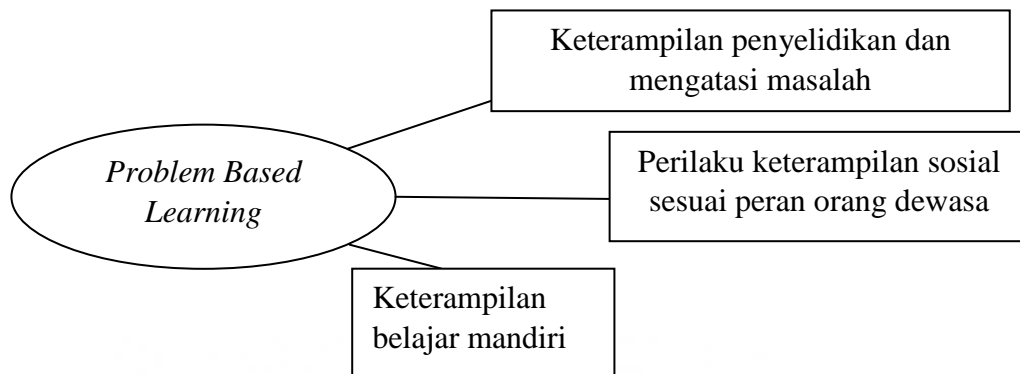 Keterampilan penyelidikan dan
mengatasi masalah
Problem Based
Learning
Perilaku keterampilan sosial
sesuai peran orang dewasa
Keterampilan
belajar mandiri